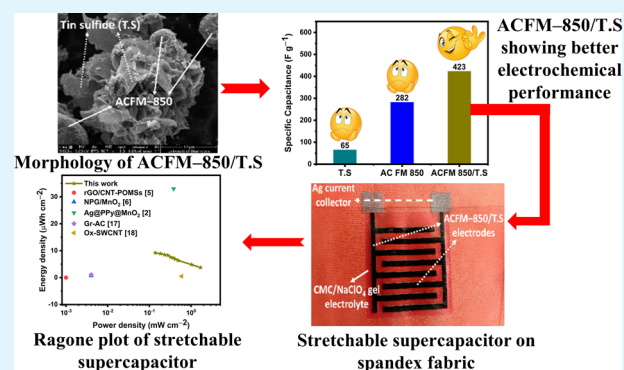 Tin sulfide (T.S)
ACFM–850
Morphology of ACFM–850/T.S
Specific Capacitance (F g⁻¹)
600
500
400
300
200
100
0
65
282
423
T.S
AC FM 850
ACFM 850/T.S
ACFM–850/T.S
showing better
electrochemical
performance
Energy density (µWh cm⁻²)
40
30
20
10
0
-10
This work
rGO/CNT-POMSs [5]
NPG/MnO₂ [6]
Ag@PPy@MnO₂ [2]
Gr-AC [17]
Ox-SWCNT [18]
10⁻³
10⁻²
10⁻¹
10⁰
Power density (mW cm⁻²)
Ragone plot of stretchable
supercapacitor
Ag current
collector
ACFM–850/T.S
electrodes
CMC/NaClO₄ gel
electrolyte
Stretchable supercapacitor on
spandex fabric